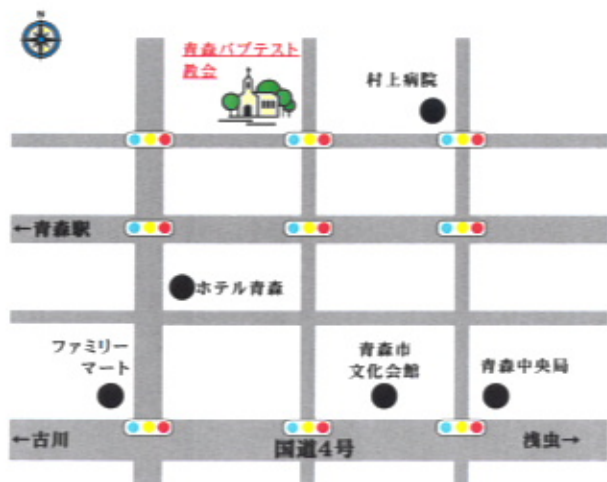 N
青森バプテスト
教会
村上病院
←青森駅
ホテル青森
ファミリー
マート
青森市
文化会館
青森中央局
←古川
国道4号
浅虫→